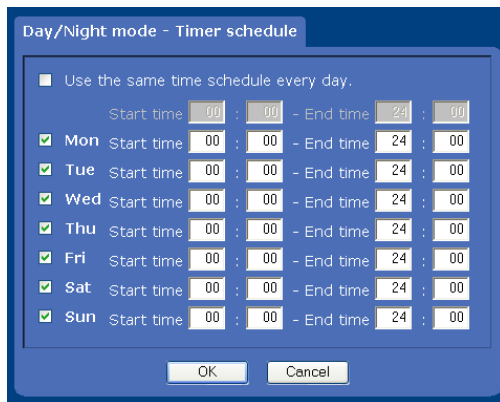 Day/Night mode - Timer schedule
Use the same time schedule every day.
Start time 00 : 00 - End time 24 : 00
Mon Start time 00 : 00 - End time 24 : 00
Tue Start time 00 : 00 - End time 24 : 00
Wed Start time 00 : 00 - End time 24 : 00
Thu Start time 00 : 00 - End time 24 : 00
Fri Start time 00 : 00 - End time 24 : 00
Sat Start time 00 : 00 - End time 24 : 00
Sun Start time 00 : 00 - End time 24 : 00
OK Cancel